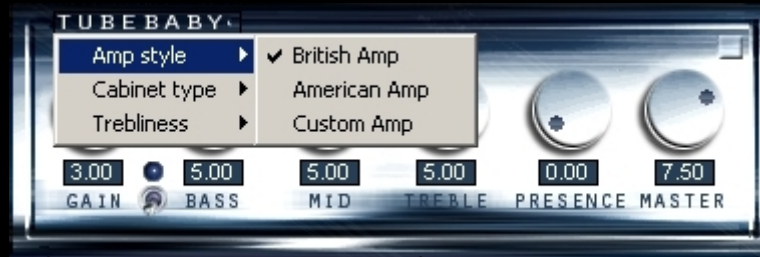 TUBEBABY
Amp style
Cabinet type
Trebliness
British Amp
American Amp
Custom Amp
3.00 5.00 5.00 5.00 0.00 7.50
GAIN BASS MID TREBLE PRESENCE MASTER